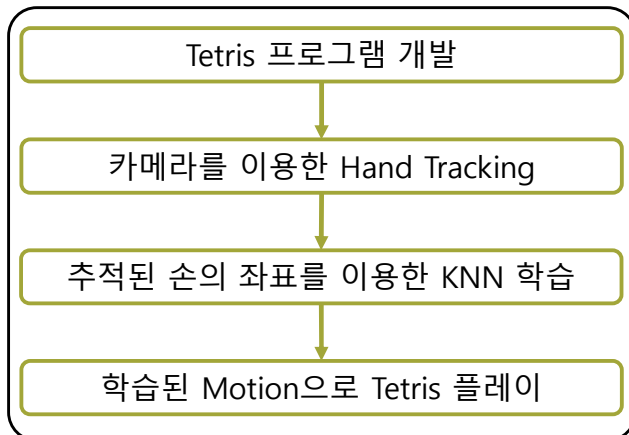 Tetris 프로그램 개발
카메라를 이용한 Hand Tracking
추적된 손의 좌표를 이용한 KNN 학습
학습된 Motion으로 Tetris 플레이